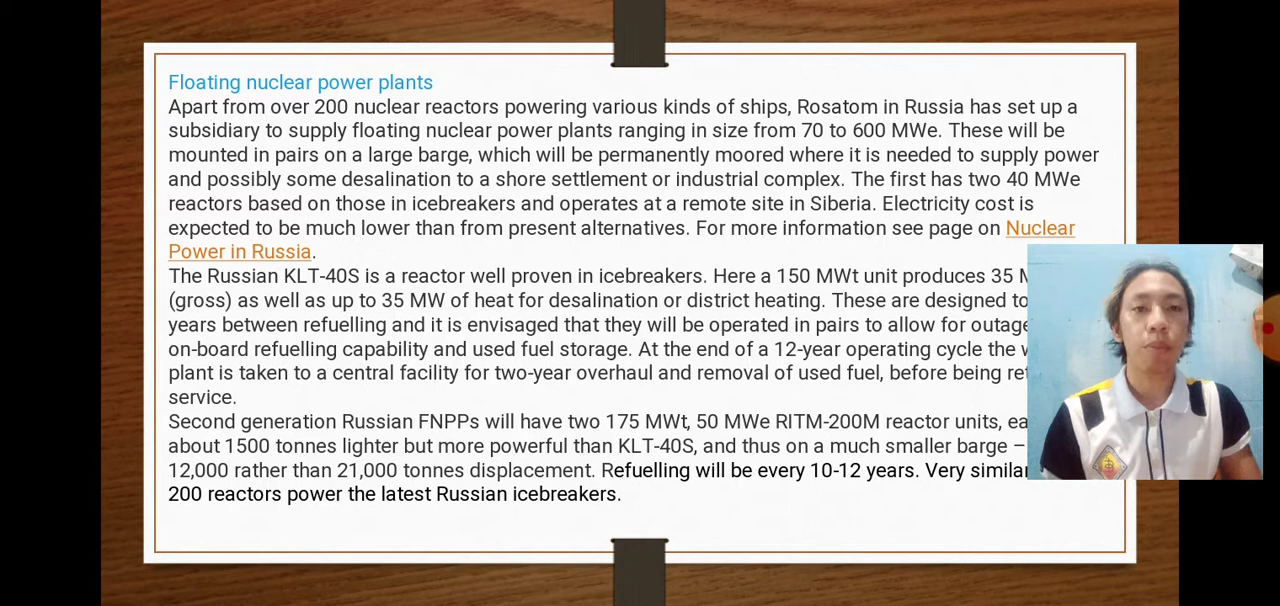 Floating nuclear power plants
Apart from over 200 nuclear reactors powering various kinds of ships, Rosatom in Russia has set up a
subsidiary to supply floating nuclear power plants ranging in size from 70 to 600 MWe. These will be
mounted in pairs on a large barge, which will be permanently moored where it is needed to supply power
and possibly some desalination to a shore settlement or industrial complex. The first has two 40 MWe
reactors based on those in icebreakers and operates at a remote site in Siberia. Electricity cost is
expected to be much lower than from present alternatives. For more information see page on Nuclear
Power in Russia.
The Russian KLT-40S is a reactor well proven in icebreakers. Here a 150 MWt unit produces 35
(gross) as well as up to 35 MW of heat for desalination or district heating. These are designed to
years between refuelling and it is envisaged that they will be operated in pairs to allow for
on-board refuelling capability and used fuel storage. At the end of a 12-year operating cycle the
plant is taken to a central facility for two-year overhaul and removal of used fuel, before being
service.
Second generation Russian FNPPs will have two 175 MWt, 50 MWe RITM-200M reactor units,
about 1500 tonnes lighter but more powerful than KLT-40S, and thus on a much smaller barge –
12,000 rather than 21,000 tonnes displacement. Refuelling will be every 10-12 years. Very
200 reactors power the latest Russian icebreakers.